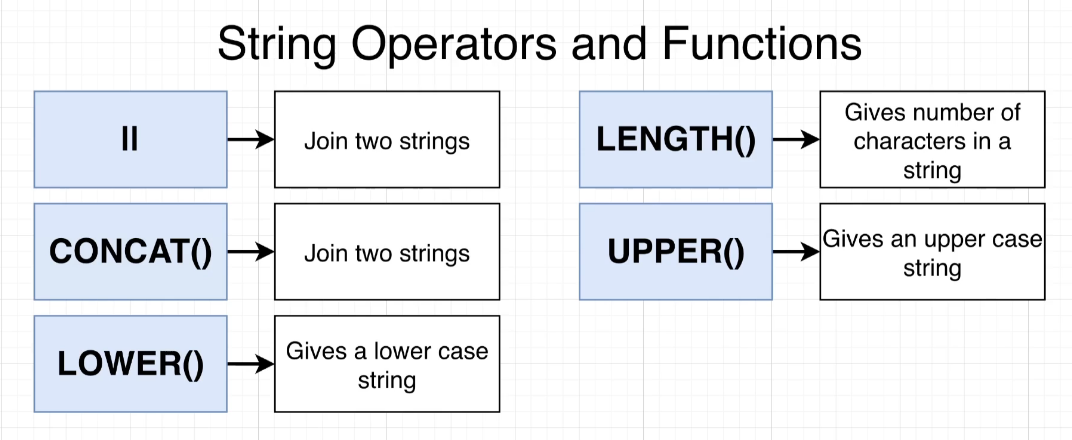 String Operators and Functions
||
Join two strings
CONCAT()
Join two strings
LOWER()
Gives a lower case
string
LENGTH()
Gives number of
characters in a
string
UPPER()
Gives an upper case
string